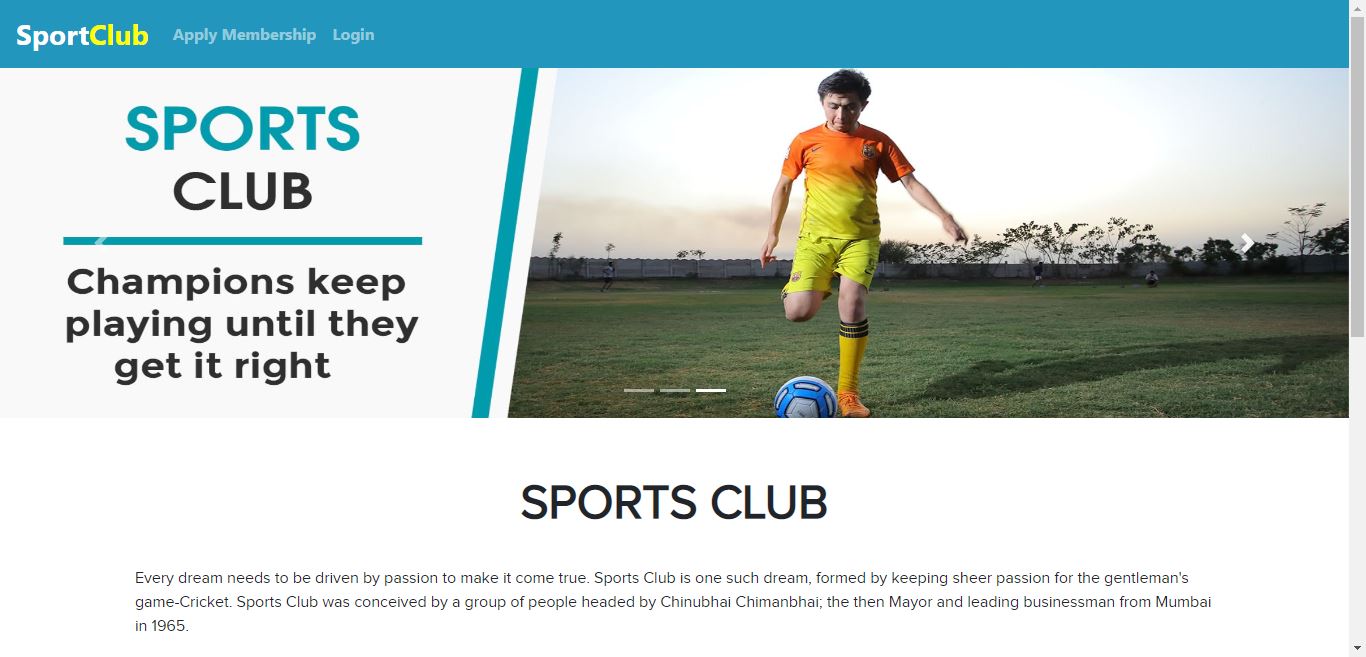 SportClub Apply Membership Login
SPORTS
CLUB
Champions keep
playing until they
get it right
SPORTS CLUB
Every dream needs to be driven by passion to make it come true. Sports Club is one such dream, formed by keeping sheer passion for the gentleman's
game-Cricket. Sports Club was conceived by a group of people headed by Chinubhai Chimanbhai; the then Mayor and leading businessman from Mumbai
in 1965.